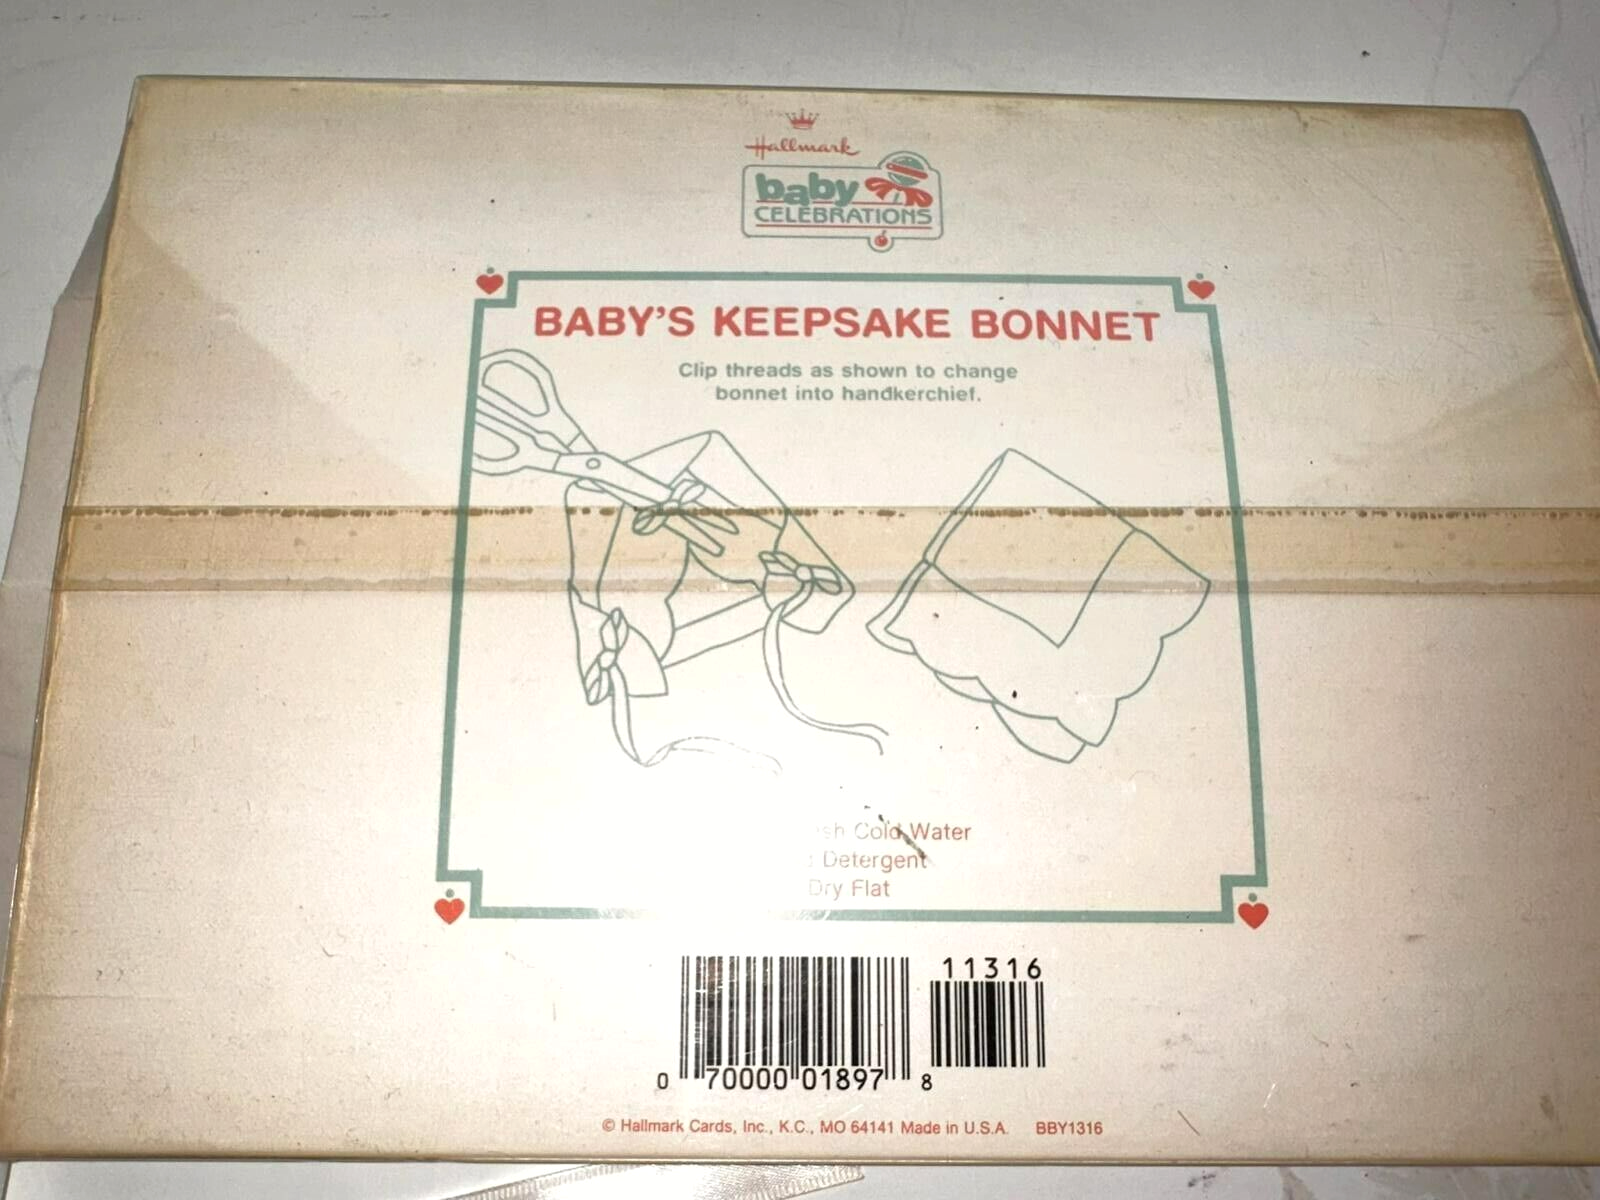 Hallmark
baby
CELEBRATIONS
BABY'S KEEPSAKE BONNET
Clip threads as shown to change
bonnet into handkerchief.
Cold Water
Detergent
Dry Flat
11316
0 70000 01897 8
© Hallmark Cards, Inc., K.C., MO 64141 Made in U.S.A. BBY1316